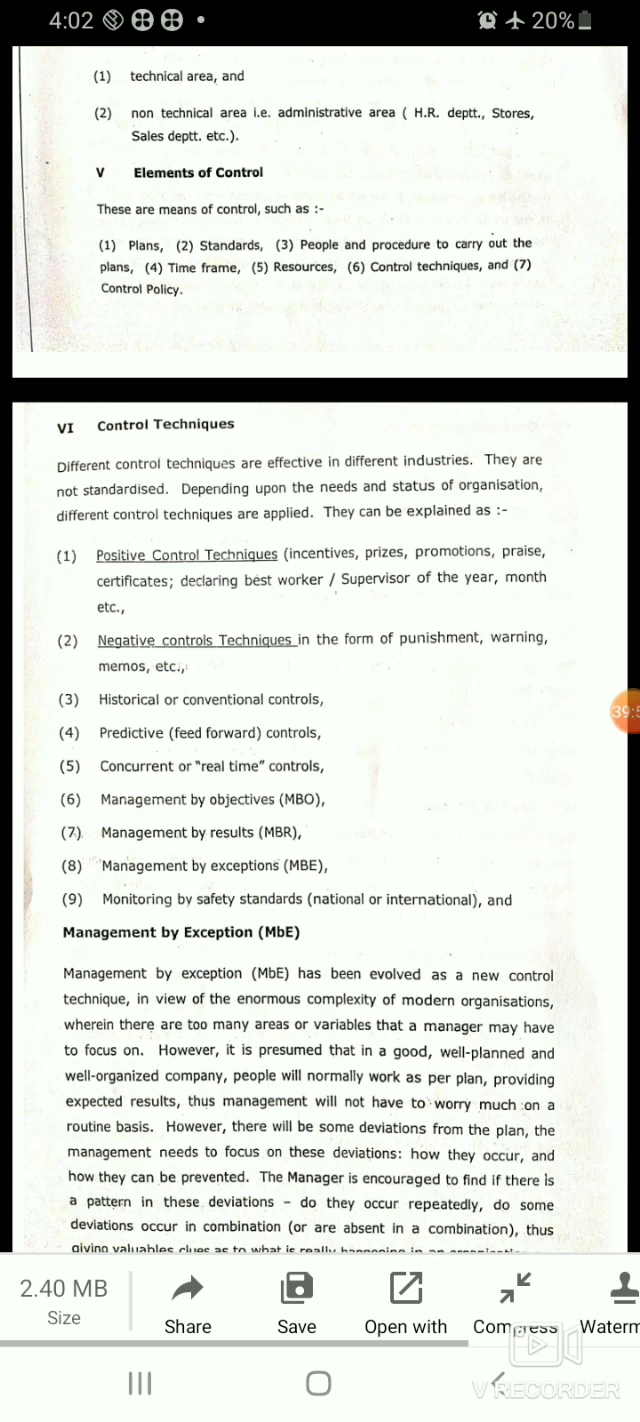 4:02
20%
(1) technical area, and
(2) non technical area i.e. administrative area ( H.R. deptt., Stores,
Sales deptt. etc.).
V Elements of Control
These are means of control, such as :-
(1) Plans, (2) Standards, (3) People and procedure to carry out the
plans, (4) Time frame, (5) Resources, (6) Control techniques, and (7)
Control Policy.
VI Control Techniques
Different control techniques are effective in different industries. They are
not standardised. Depending upon the needs and status of organisation,
different control techniques are applied. They can be explained as :-
(1) Positive Control Techniques (incentives, prizes, promotions, praise,
certificates; declaring best worker / Supervisor of the year, month
etc.,
(2) Negative controls Techniques in the form of punishment, warning,
memos, etc.,
(3) Historical or conventional controls,
(4) Predictive (feed forward) controls,
(5) Concurrent or "real time" controls,
(6) Management by objectives (MBO),
(7) Management by results (MBR),
(8) Management by exceptions (MBE),
(9) Monitoring by safety standards (national or international), and
Management by Exception (MbE)
Management by exception (MbE) has been evolved as a new control
technique, in view of the enormous complexity of modern organisations,
wherein there are too many areas or variables that a manager may have
to focus on. However, it is presumed that in a good, well-planned and
well-organized company, people will normally work as per plan, providing
expected results, thus management will not have to worry much on a
routine basis. However, there will be some deviations from the plan, the
management needs to focus on these deviations: how they occur, and
how they can be prevented. The Manager is encouraged to find if there is
a pattern in these deviations – do they occur repeatedly, do some
deviations occur in combination (or are absent in a combination), thus
giving valuables clues as to what is really happening in an
39:5
2.40 MB
Size
Share
Save
Open with
Compress
Waterm
V RECORDER